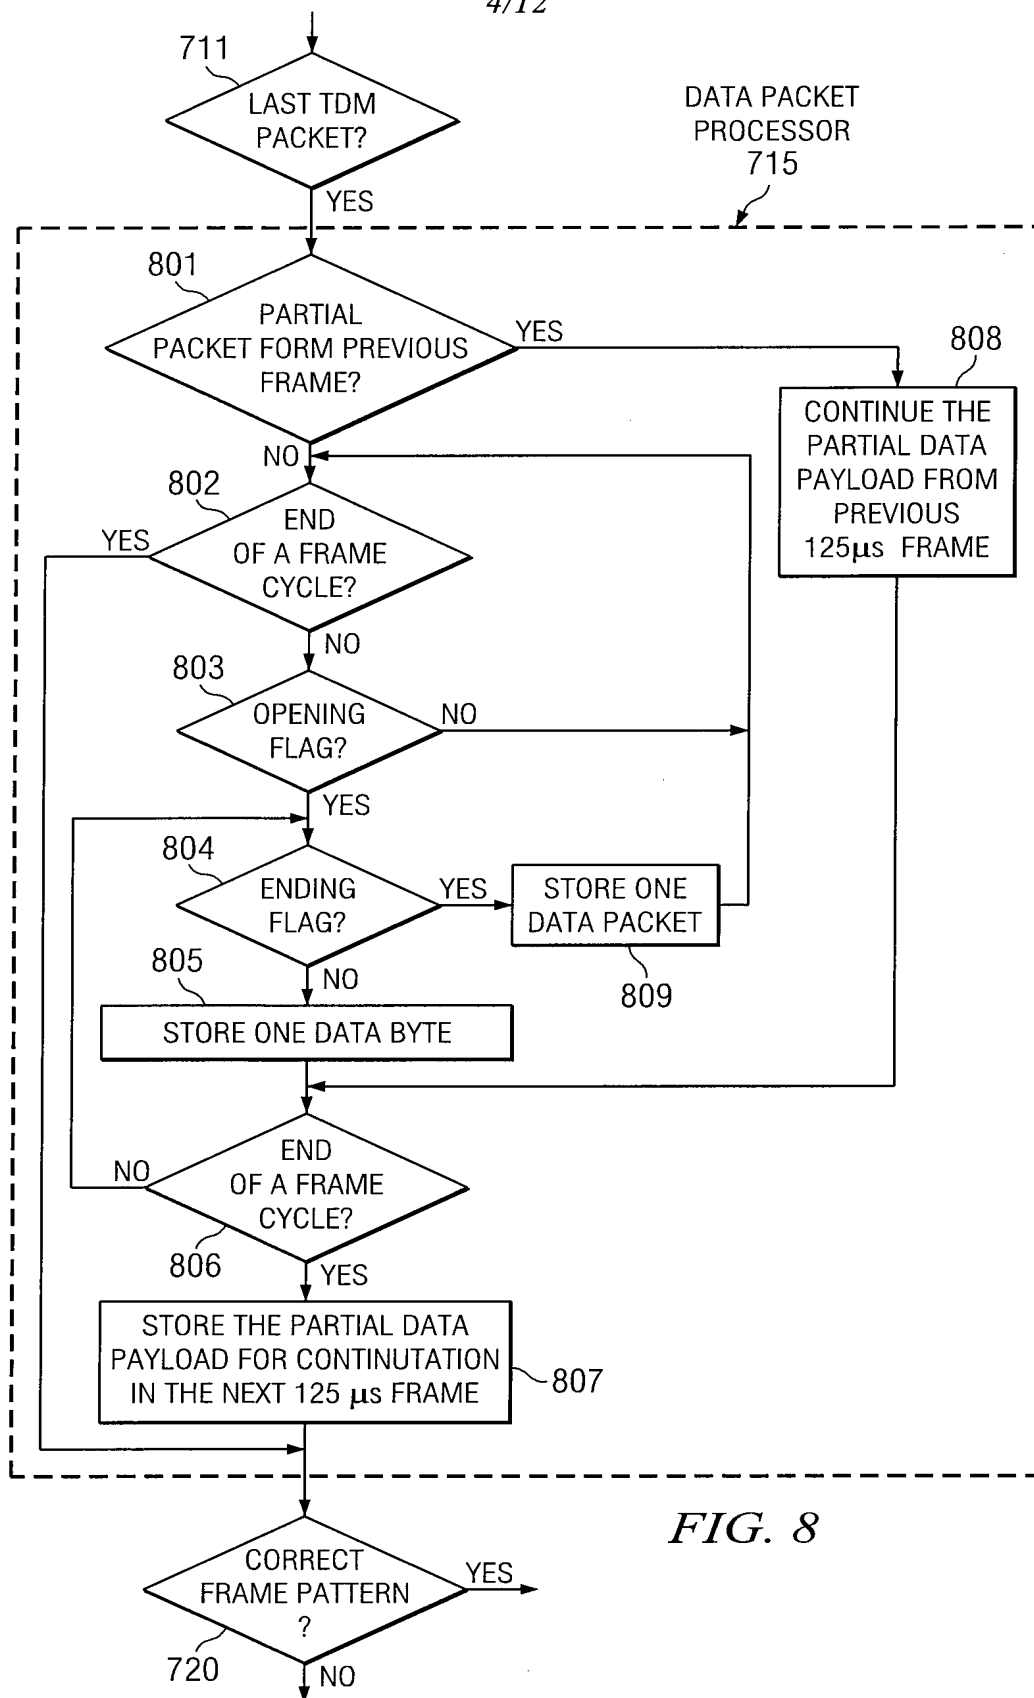 4/12
711
LAST TDM
PACKET?
YES
DATA PACKET
PROCESSOR
715
801
PARTIAL
PACKET FORM PREVIOUS
FRAME?
YES
NO
808
CONTINUE THE
PARTIAL DATA
PAYLOAD FROM
PREVIOUS
125μs FRAME
802
END
OF A FRAME
CYCLE?
YES
NO
803
OPENING
FLAG?
NO
YES
804
ENDING
FLAG?
YES
STORE ONE
DATA PACKET
809
NO
805
STORE ONE DATA BYTE
END
OF A FRAME
CYCLE?
NO
806
YES
STORE THE PARTIAL DATA
PAYLOAD FOR CONTINUTATION
IN THE NEXT 125 μs FRAME
807
CORRECT
FRAME PATTERN
?
YES
720
NO
FIG. 8